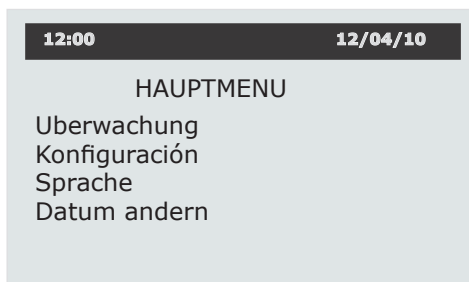 12:00 12/04/10
HAUPTMENU
Uberwachung
Konfiguración
Sprache
Datum andern